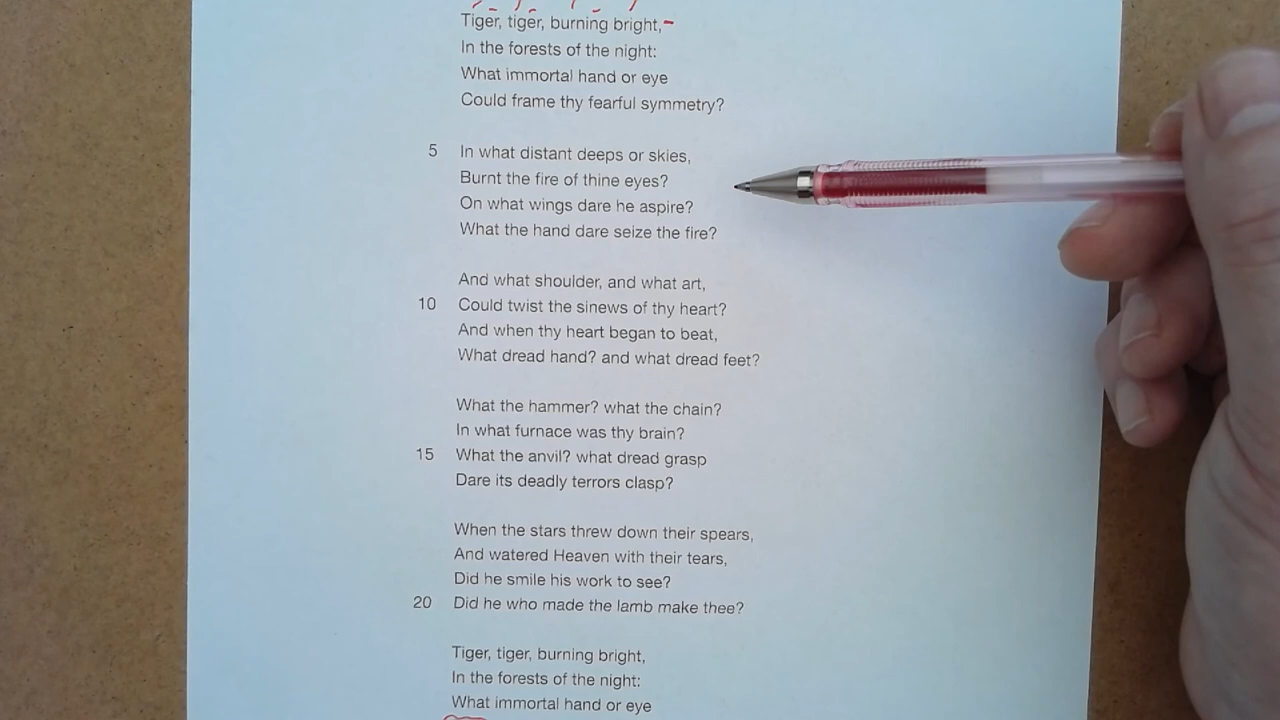 Tiger, tiger, burning bright,
In the forests of the night:
What immortal hand or eye
Could frame thy fearful symmetry?
5 In what distant deeps or skies,
Burnt the fire of thine eyes?
On what wings dare he aspire?
What the hand dare seize the fire?
And what shoulder, and what art,
10 Could twist the sinews of thy heart?
And when thy heart began to beat,
What dread hand? and what dread feet?
What the hammer? what the chain?
In what furnace was thy brain?
15 What the anvil? what dread grasp
Dare its deadly terrors clasp?
When the stars threw down their spears,
And watered Heaven with their tears,
Did he smile his work to see?
20 Did he who made the lamb make thee?
Tiger, tiger, burning bright,
In the forests of the night:
What immortal hand or eye